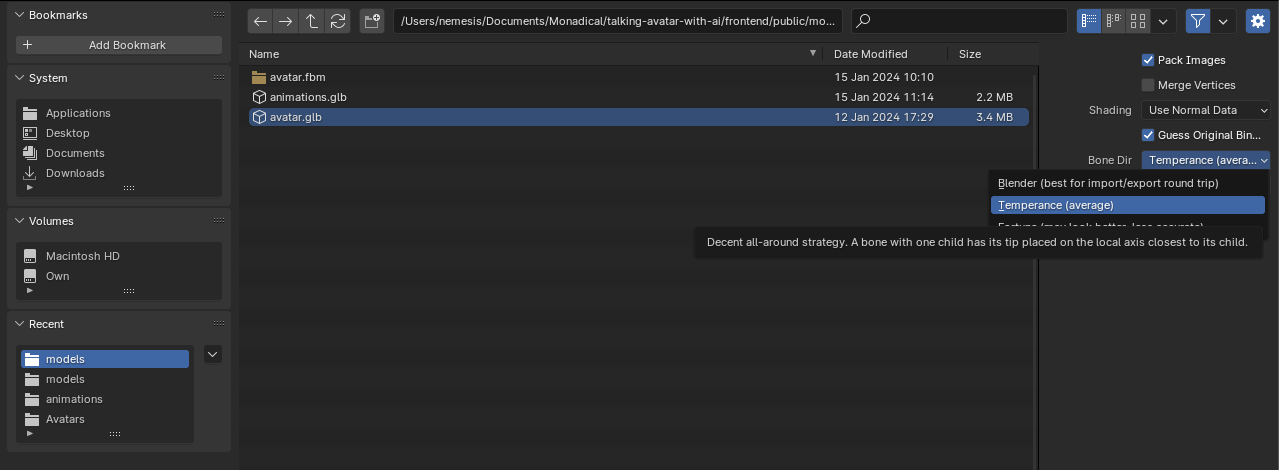 Bookmarks
Add Bookmark
System
Applications
Desktop
Documents
Downloads
Volumes
Macintosh HD
Own
Recent
models
models
animations
Avatars
/Users/nemesis/Documents/Monadical/talking-avatar-with-ai/frontend/public/mo...
Name Date Modified Size
avatar.fbm 15 Jan 2024 10:10
animations.glb 15 Jan 2024 11:14 2.2 MB
avatar.glb 12 Jan 2024 17:29 3.4 MB
Pack Images
Merge Vertices
Shading Use Normal Data
Guess Original Bin...
Bone Dir Temperance (avera...
Blender (best for import/export round trip)
Temperance (average)
Fortune (may look better, less accurate)
Decent all-around strategy. A bone with one child has its tip placed on the local axis closest to its child.